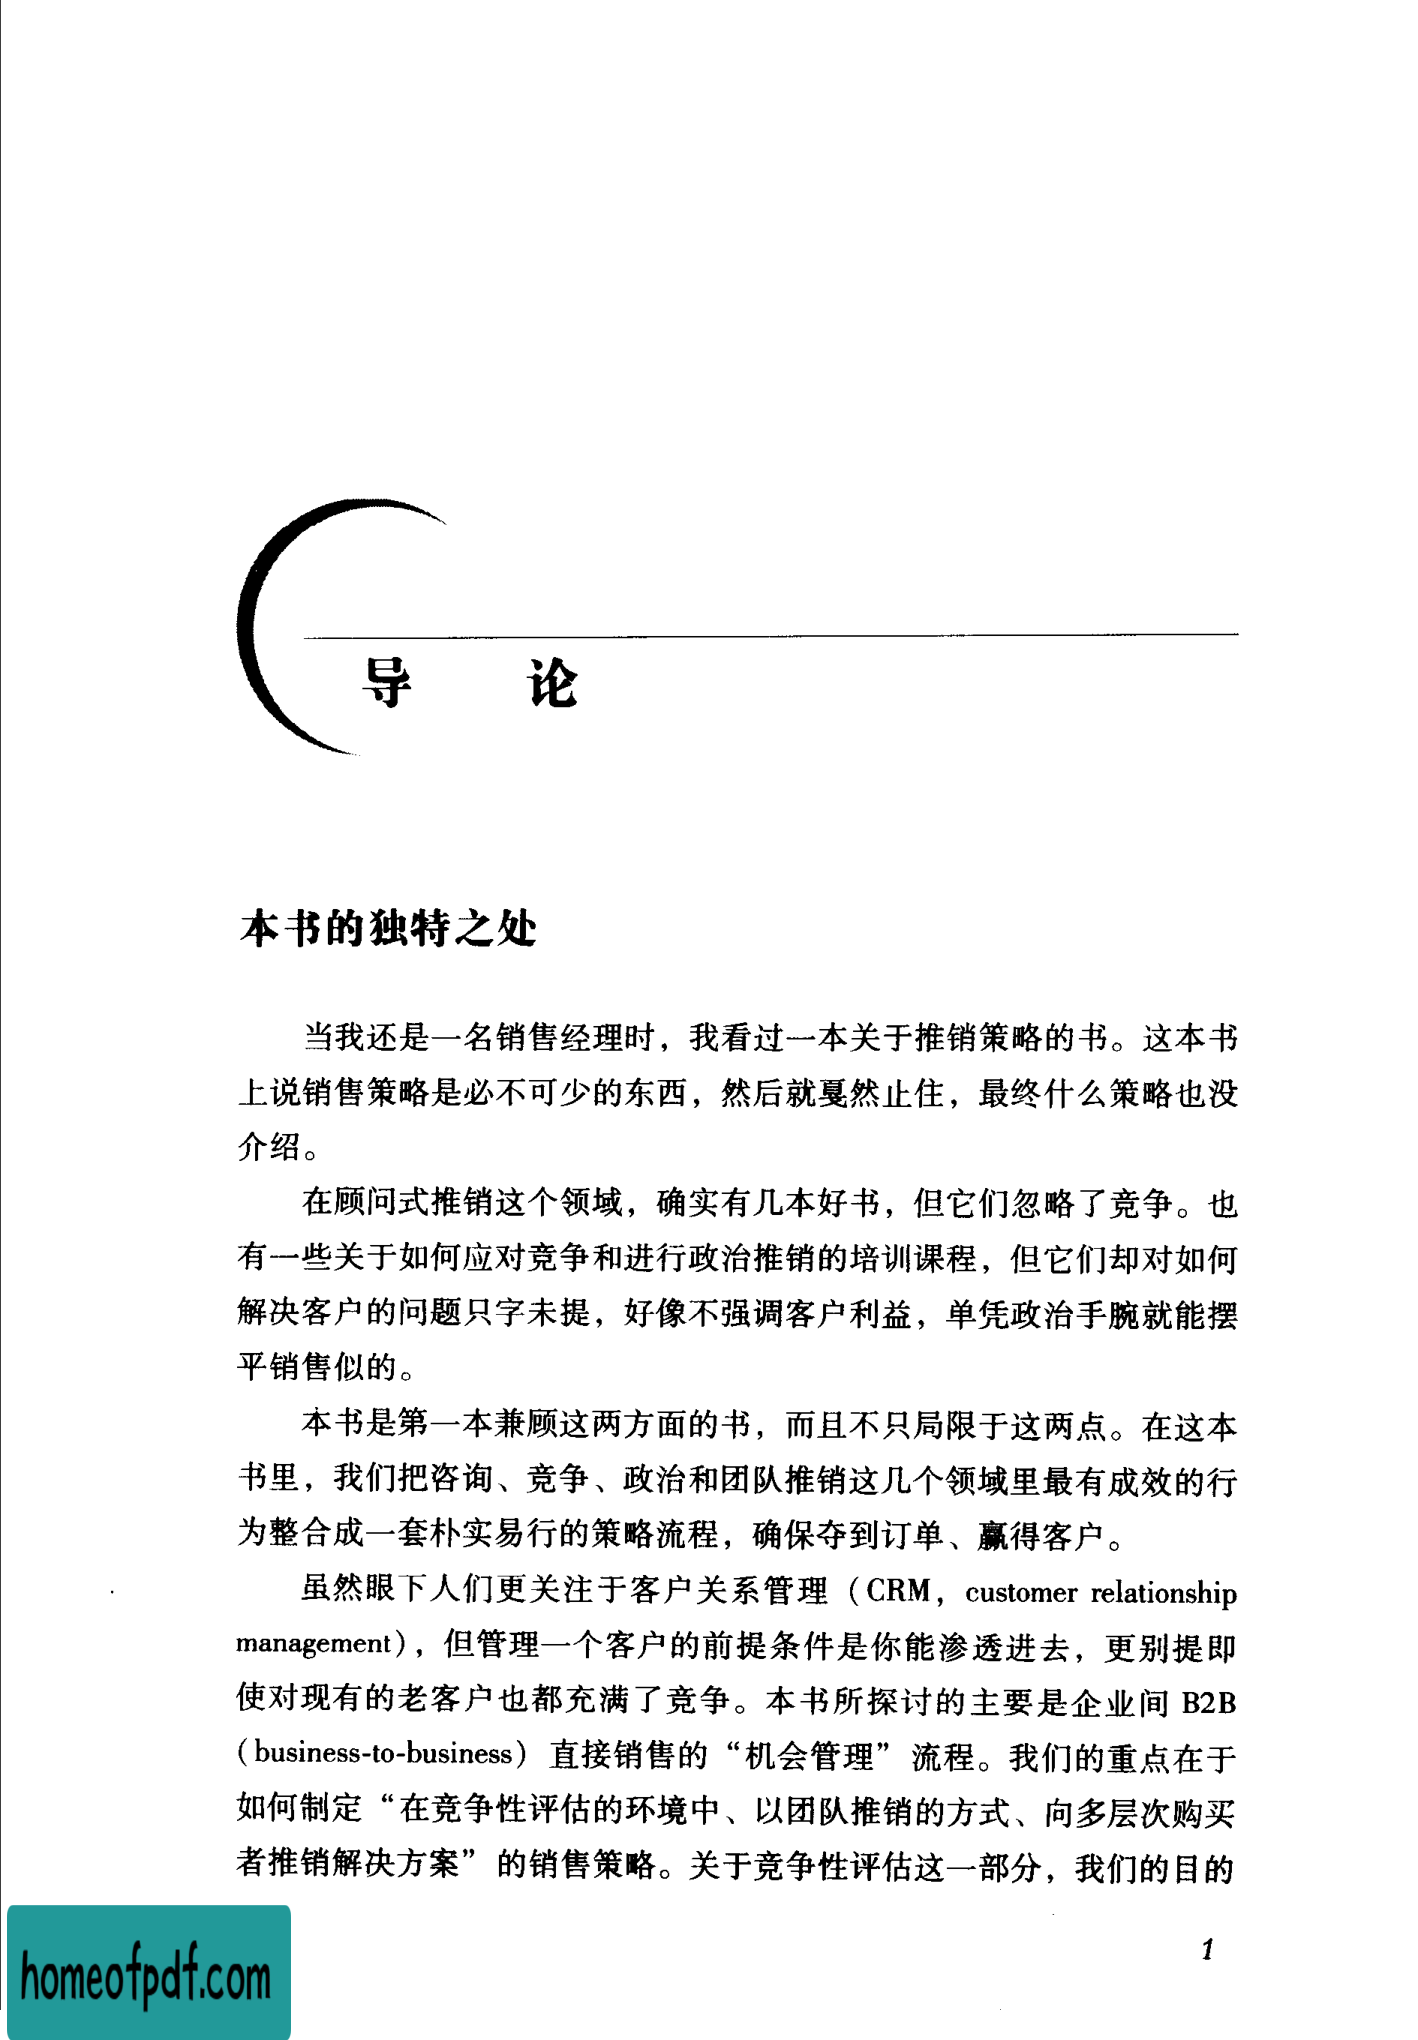 导 论
本书的独特之处
当我还是一名销售经理时，我看过一本关于推销策略的书。这本书
上说销售策略是必不可少的东西，然后就戛然止住，最终什么策略也没
介绍。
在顾问式推销这个领域，确实有几本好书，但它们忽略了竞争。也
有一些关于如何应对竞争和进行政治推销的培训课程，但它们却对如何
解决客户的问题只字未提，好像不强调客户利益，单凭政治手腕就能摆
平销售似的。
本书是第一本兼顾这两方面的书，而且不只局限于这两点。在这本
书里，我们把咨询、竞争、政治和团队推销这几个领域里最有成效的行
为整合成一套朴实易行的策略流程，确保夺到订单、赢得客户。
虽然眼下人们更关注于客户关系管理（CRM，customer relationship
management），但管理一个客户的前提条件是你能渗透进去，更别提即
使对现有的老客户也都充满了竞争。本书所探讨的主要是企业间 B2B
（business-to-business）直接销售的“机会管理”流程。我们的重点在于
如何制定“在竞争性评估的环境中、以团队推销的方式、向多层次购买
者推销解决方案”的销售策略。关于竞争性评估这一部分，我们的目的
1
homeofpdf.com